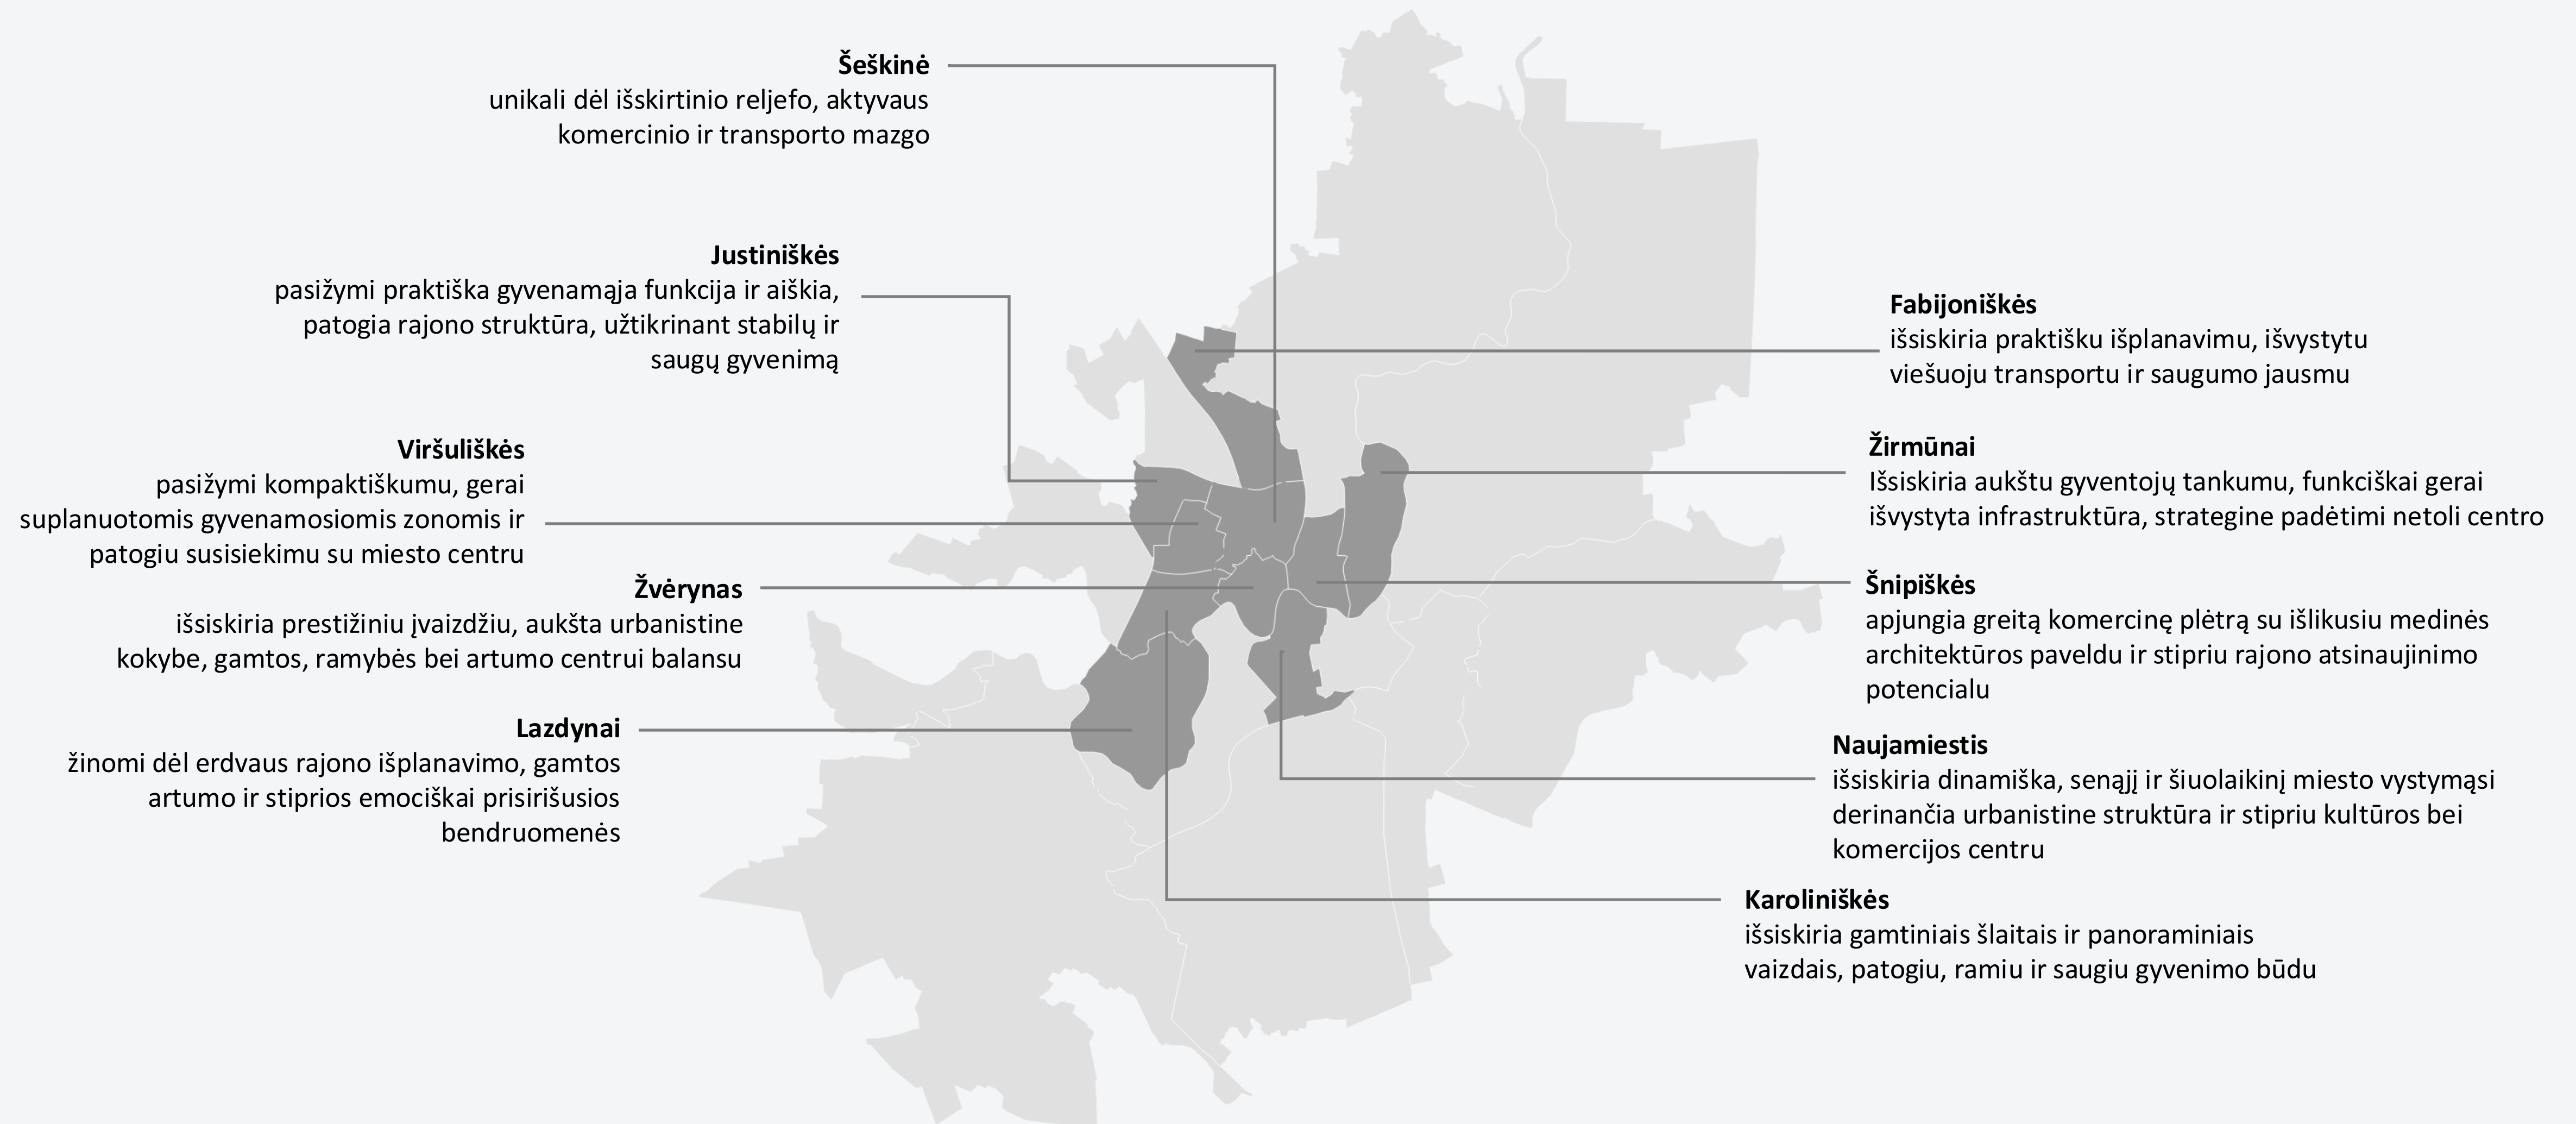 Šeškinė
unikali dėl išskirtinio reljefo, aktyvaus
komercinio ir transporto mazgo
Justiniškės
pasižymi praktiška gyvenamąja funkcija ir aiškia,
patogia rajono struktūra, užtikrinant stabilų ir
saugų gyvenimą
Viršuliškės
pasižymi kompaktiškumu, gerai
suplanuotomis gyvenamosiomis zonomis ir
patogiu susisiekimu su miesto centru
Žvėrynas
išsiskiria prestižiniu įvaizdžiu, aukšta urbanistine
kokybe, gamtos, ramybės bei artumo centrui balansu
Lazdynai
žinomi dėl erdvaus rajono išplanavimo, gamtos
artumo ir stiprios emociškai prisirišusios
bendruomenės
Fabijoniškės
išsiskiria praktišku išplanavimu, išvystytu
viešuoju transportu ir saugumo jausmu
Žirmūnai
Išsiskiria aukštu gyventojų tankumu, funkciškai gerai
išvystyta infrastruktūra, strategine padėtimi netoli centro
Šnipiškės
apjungia greitą komercinę plėtrą su išlikusiu medinės
architektūros paveldu ir stipriu rajono atsinaujinimo
potencialu
Naujamiestis
išsiskiria dinamiška, senąjį ir šiuolaikinį miesto vystymąsi
derinančia urbanistine struktūra ir stipriu kultūros bei
komercijos centru
Karoliniškės
išsiskiria gamtiniais šlaitais ir panoraminiais
vaizdais, patogiu, ramiu ir saugiu gyvenimo būdu